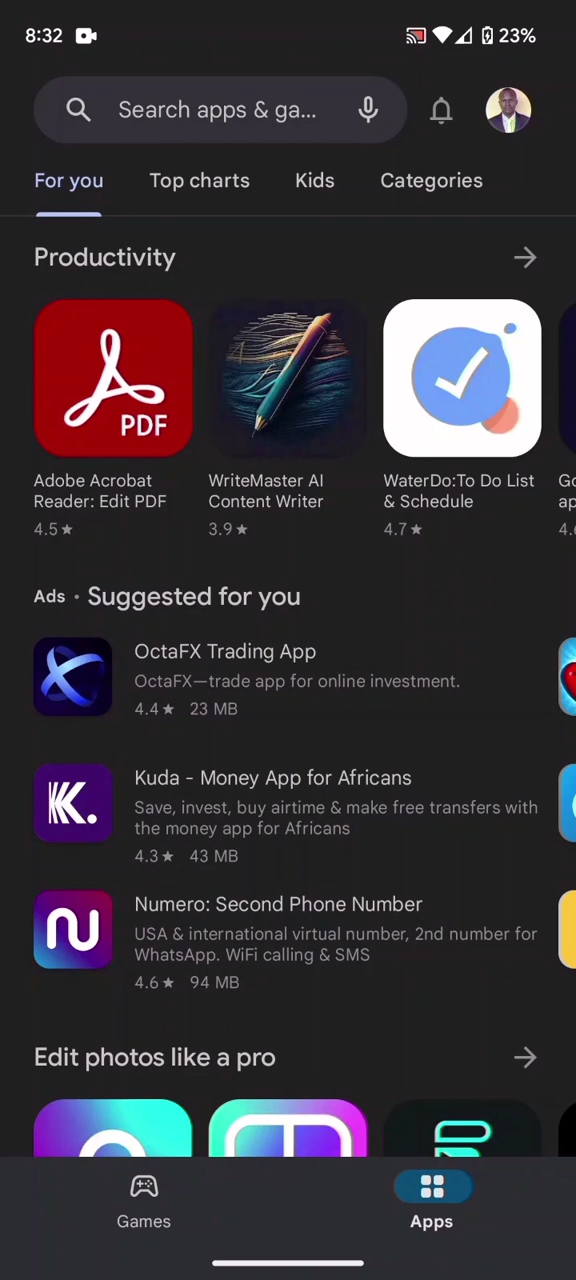 8:32
23%
Search apps & ga...
For you
Top charts
Kids
Categories
Productivity
PDF
Adobe Acrobat
Reader: Edit PDF
4.5★
WriteMaster AI
Content Writer
3.9★
WaterDo:To Do List
& Schedule
4.7★
Ads • Suggested for you
OctaFX Trading App
OctaFX—trade app for online investment.
4.4★ 23 MB
K.
Kuda - Money App for Africans
Save, invest, buy airtime & make free transfers with
the money app for Africans
4.3★ 43 MB
Numero: Second Phone Number
USA & international virtual number, 2nd number for
WhatsApp. WiFi calling & SMS
4.6★ 94 MB
Edit photos like a pro
Games
Apps